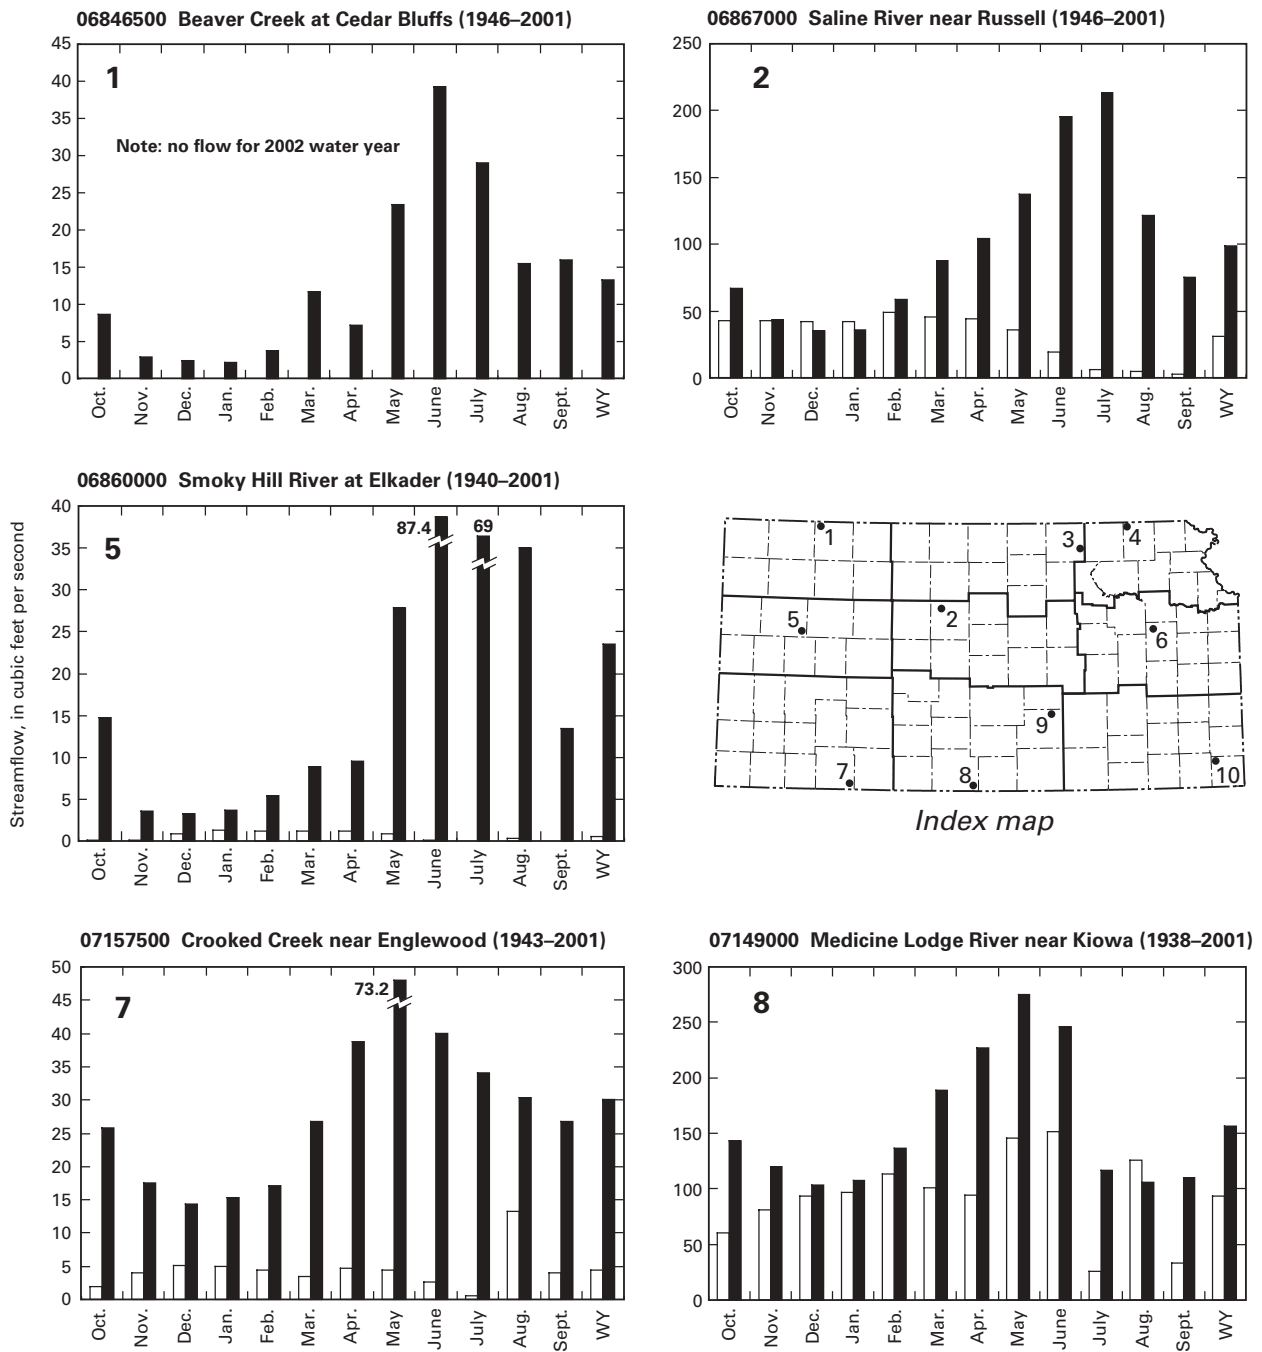 06846500 Beaver Creek at Cedar Bluffs (1946–2001)
45
40
35
30
25
20
15
10
5
0
1
Note: no flow for 2002 water year
Oct.
Nov.
Dec.
Jan.
Feb.
Mar.
Apr.
May
June
July
Aug.
Sept.
WY
06867000 Saline River near Russell (1946–2001)
250
200
150
100
50
0
2
Oct.
Nov.
Dec.
Jan.
Feb.
Mar.
Apr.
May
June
July
Aug.
Sept.
WY
Streamflow, in cubic feet per second
06860000 Smoky Hill River at Elkader (1940–2001)
40
35
30
25
20
15
10
5
0
5
87.4
69
Oct.
Nov.
Dec.
Jan.
Feb.
Mar.
Apr.
May
June
July
Aug.
Sept.
WY
1
3
4
5
2
6
9
7
8
10
Index map
07157500 Crooked Creek near Englewood (1943–2001)
50
45
40
35
30
25
20
15
10
5
0
7
73.2
Oct.
Nov.
Dec.
Jan.
Feb.
Mar.
Apr.
May
June
July
Aug.
Sept.
WY
07149000 Medicine Lodge River near Kiowa (1938–2001)
300
250
200
150
100
50
0
8
Oct.
Nov.
Dec.
Jan.
Feb.
Mar.
Apr.
May
June
July
Aug.
Sept.
WY